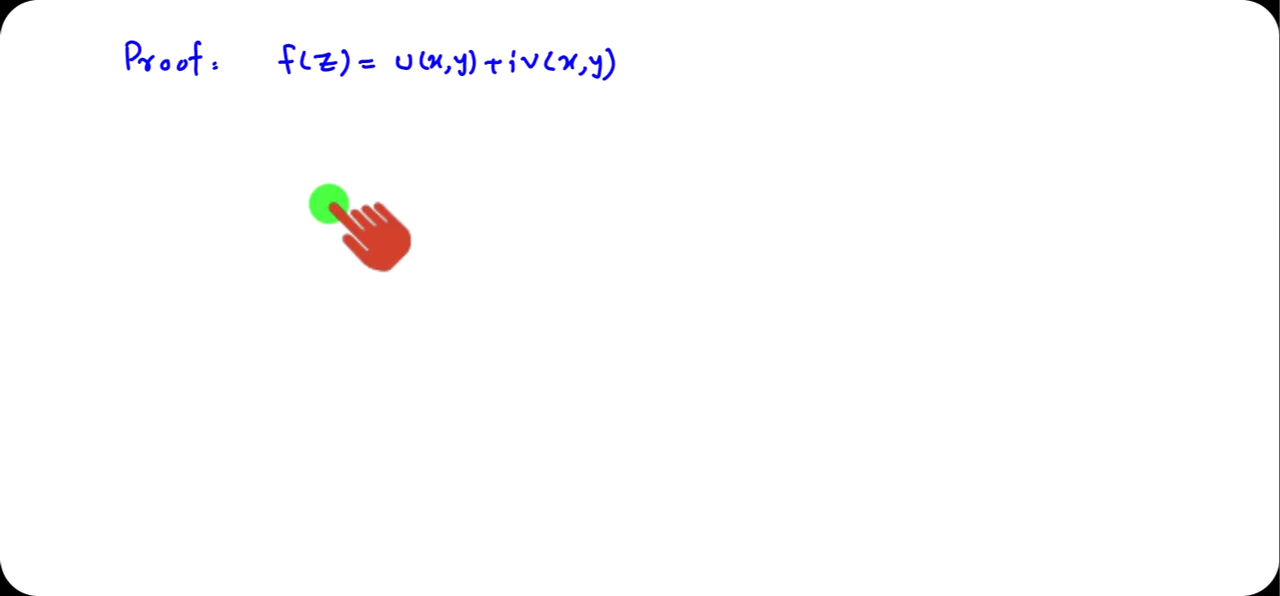 Proof: f(z) = u(x,y) + iv(x,y)